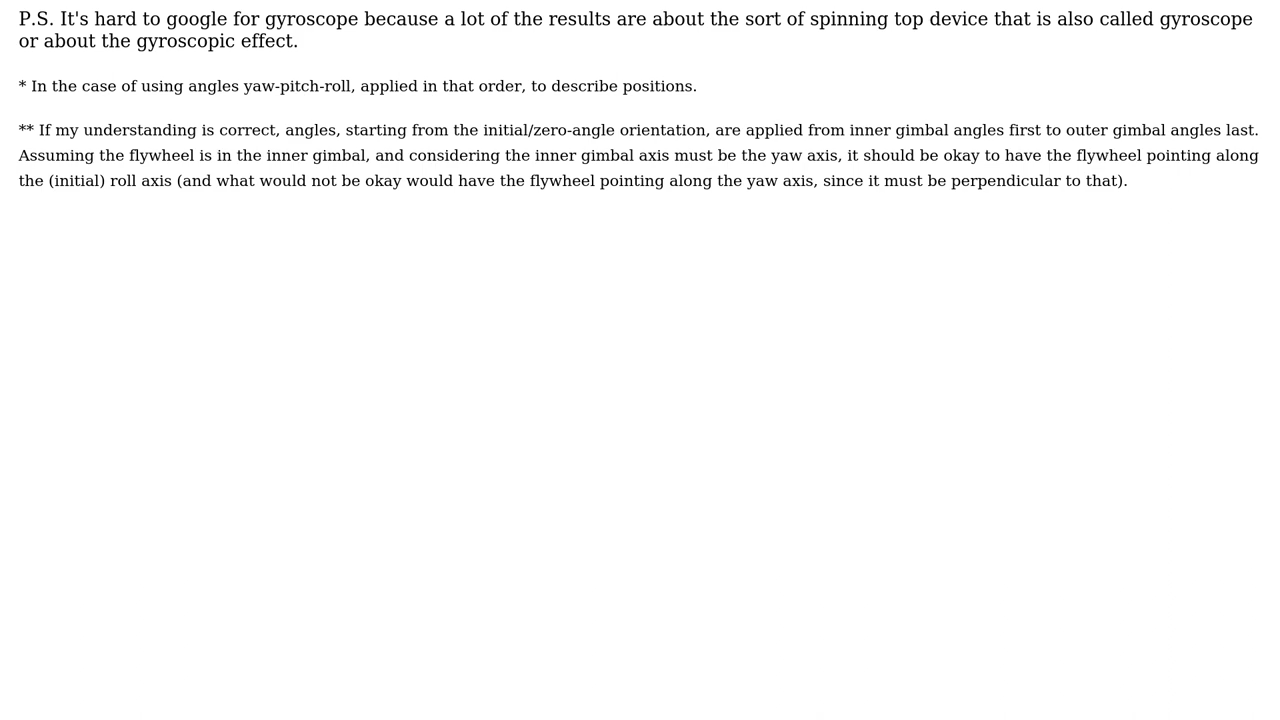 P.S. It's hard to google for gyroscope because a lot of the results are about the sort of spinning top device that is also called gyroscope
or about the gyroscopic effect.
* In the case of using angles yaw-pitch-roll, applied in that order, to describe positions.
** If my understanding is correct, angles, starting from the initial/zero-angle orientation, are applied from inner gimbal angles first to outer gimbal angles last.
Assuming the flywheel is in the inner gimbal, and considering the inner gimbal axis must be the yaw axis, it should be okay to have the flywheel pointing along
the (initial) roll axis (and what would not be okay would have the flywheel pointing along the yaw axis, since it must be perpendicular to that).